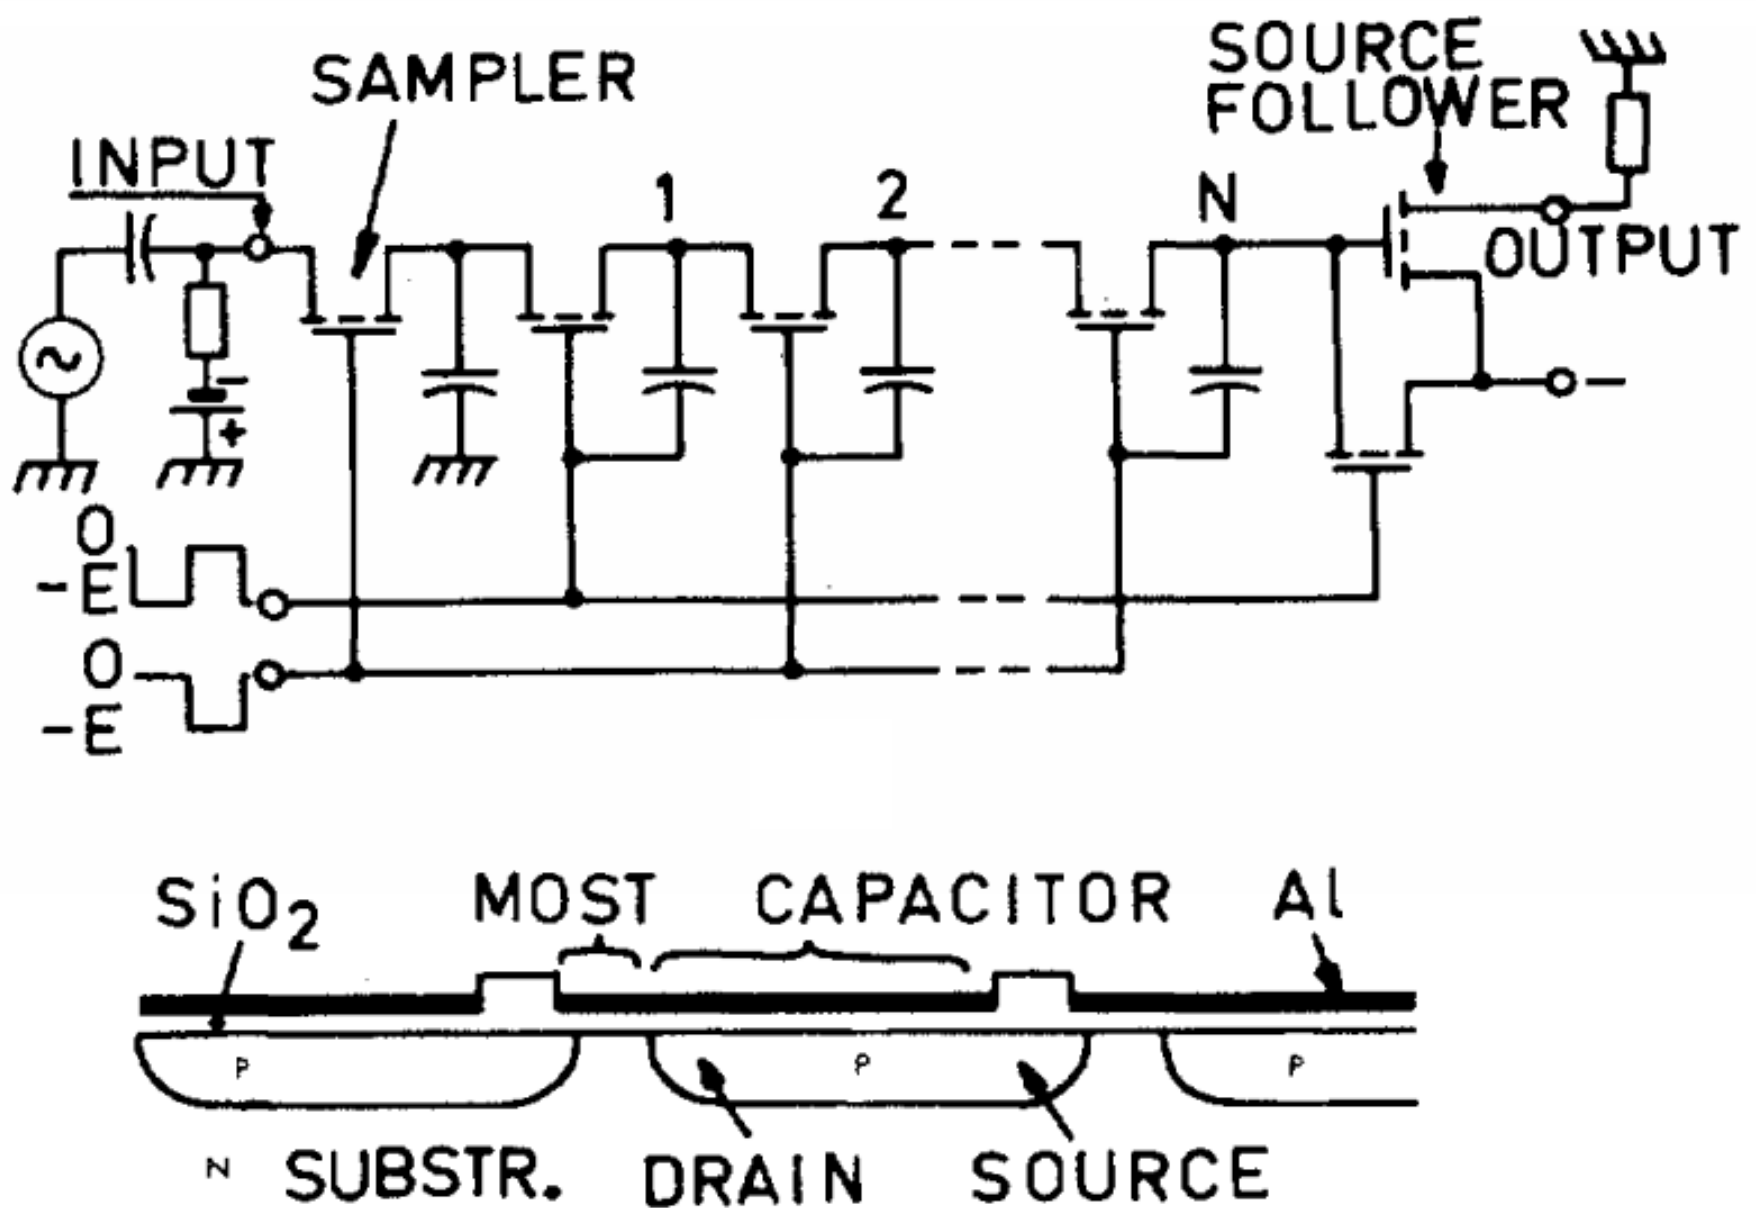 SAMPLER
SOURCE
FOLLOWER
INPUT
1
2
N
OUTPUT
-
+
-
O
-E
O
-E
SiO2
MOST
CAPACITOR
Al
P
P
P
N SUBSTR.
DRAIN
SOURCE